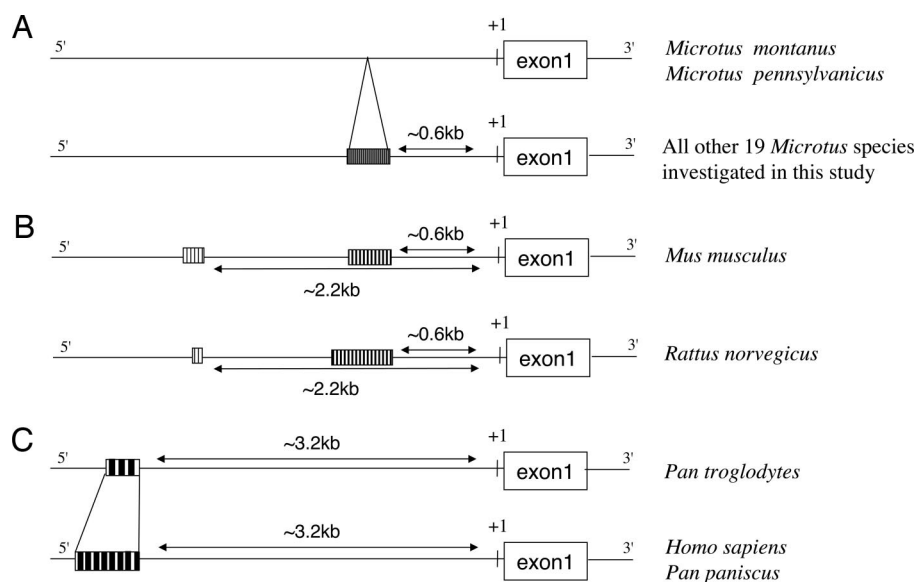 A
5' +1 exon1 3' Microtus montanus
Microtus pennsylvanicus
5' ~0.6kb +1 exon1 3' All other 19 Microtus species
investigated in this study
B
5' ~0.6kb +1 exon1 3' Mus musculus
~2.2kb
5' ~0.6kb +1 exon1 3' Rattus norvegicus
~2.2kb
C
5' ~3.2kb +1 exon1 3' Pan troglodytes
5' ~3.2kb +1 exon1 3' Homo sapiens
Pan paniscus